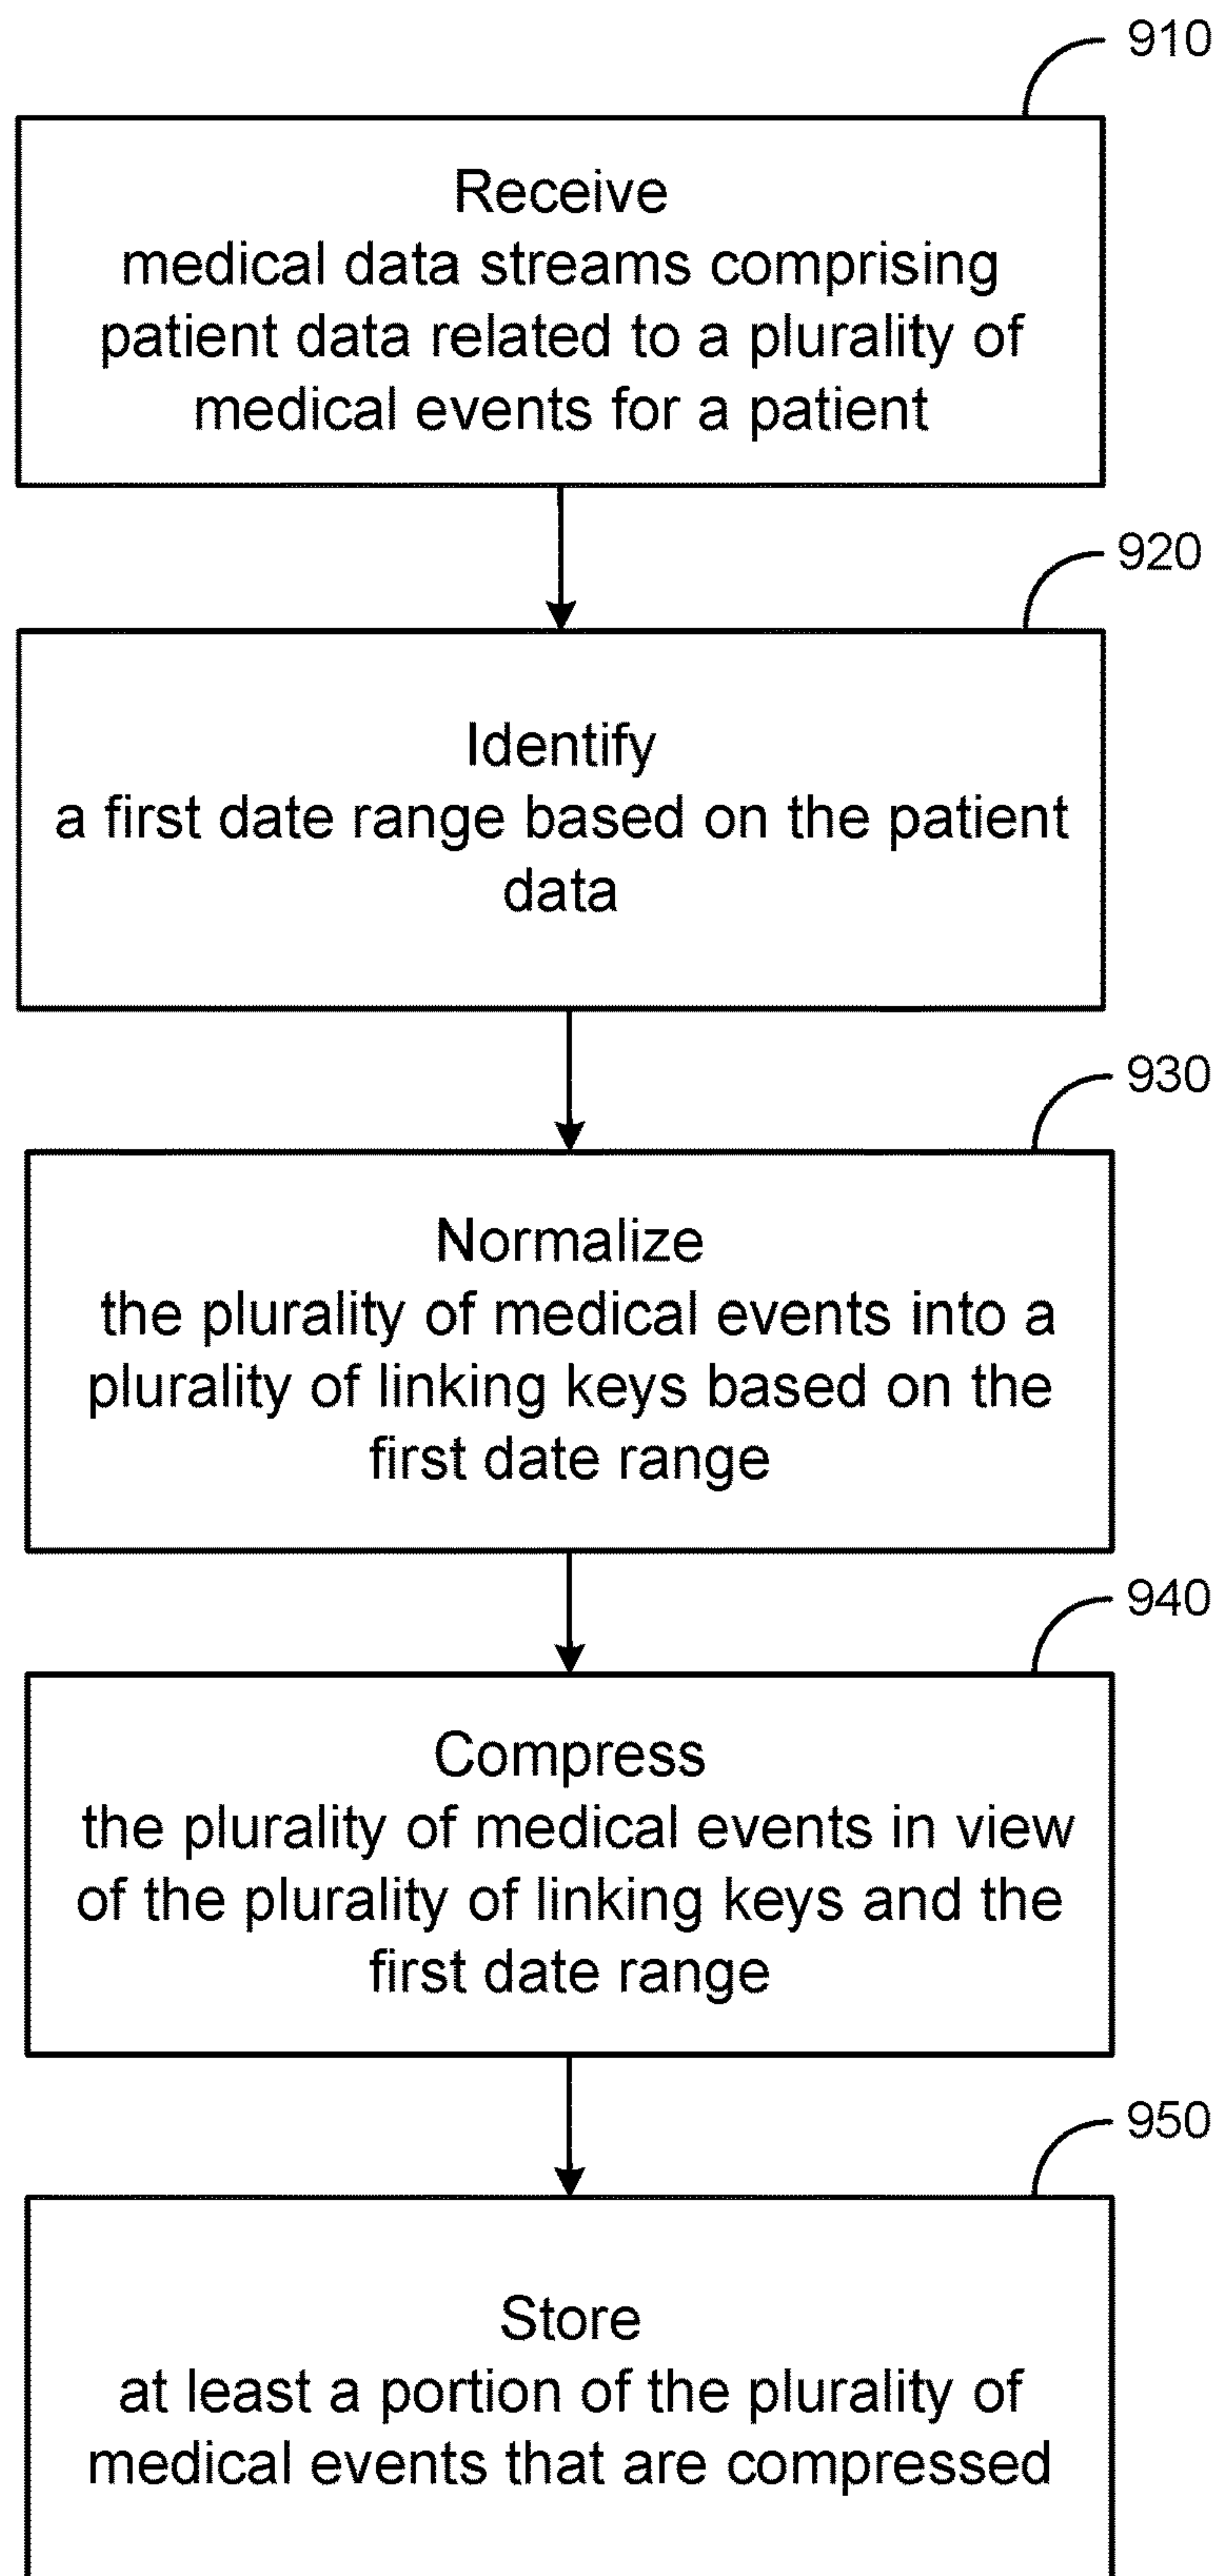 910
Receive
medical data streams comprising
patient data related to a plurality of
medical events for a patient
920
Identify
a first date range based on the patient
data
930
Normalize
the plurality of medical events into a
plurality of linking keys based on the
first date range
940
Compress
the plurality of medical events in view
of the plurality of linking keys and the
first date range
950
Store
at least a portion of the plurality of
medical events that are compressed